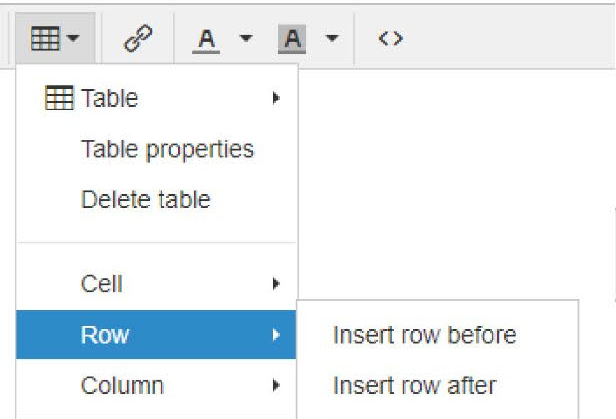 A A <>
Table
Table properties
Delete table
Cell
Row
Insert row before
Column
Insert row after